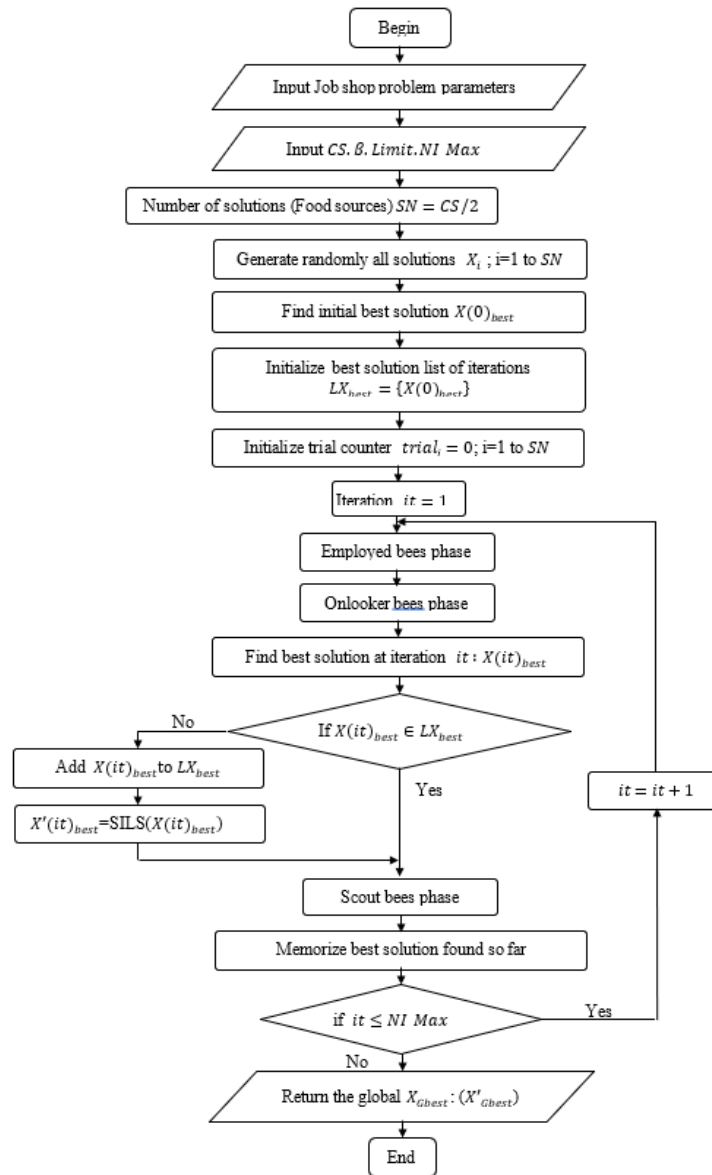 Begin
Input Job shop problem parameters
Input CS. ß. Limit. NI Max
Number of solutions (Food sources) SN = CS/2
Generate randomly all solutions X_i ; i=1 to SN
Find initial best solution X(0)_best
Initialize best solution list of iterations
LX_best = {X(0)_best}
Initialize trial counter trial_i = 0; i=1 to SN
Iteration it = 1
Employed bees phase
Onlooker bees phase
Find best solution at iteration it : X(it)_best
If X(it)_best ∈ LX_best
No
Add X(it)_best to LX_best
X'(it)_best=SILS(X(it)_best)
Yes
it = it + 1
Scout bees phase
Memorize best solution found so far
if it ≤ NI Max
Yes
No
Return the global X_Gbest : (X'_Gbest)
End